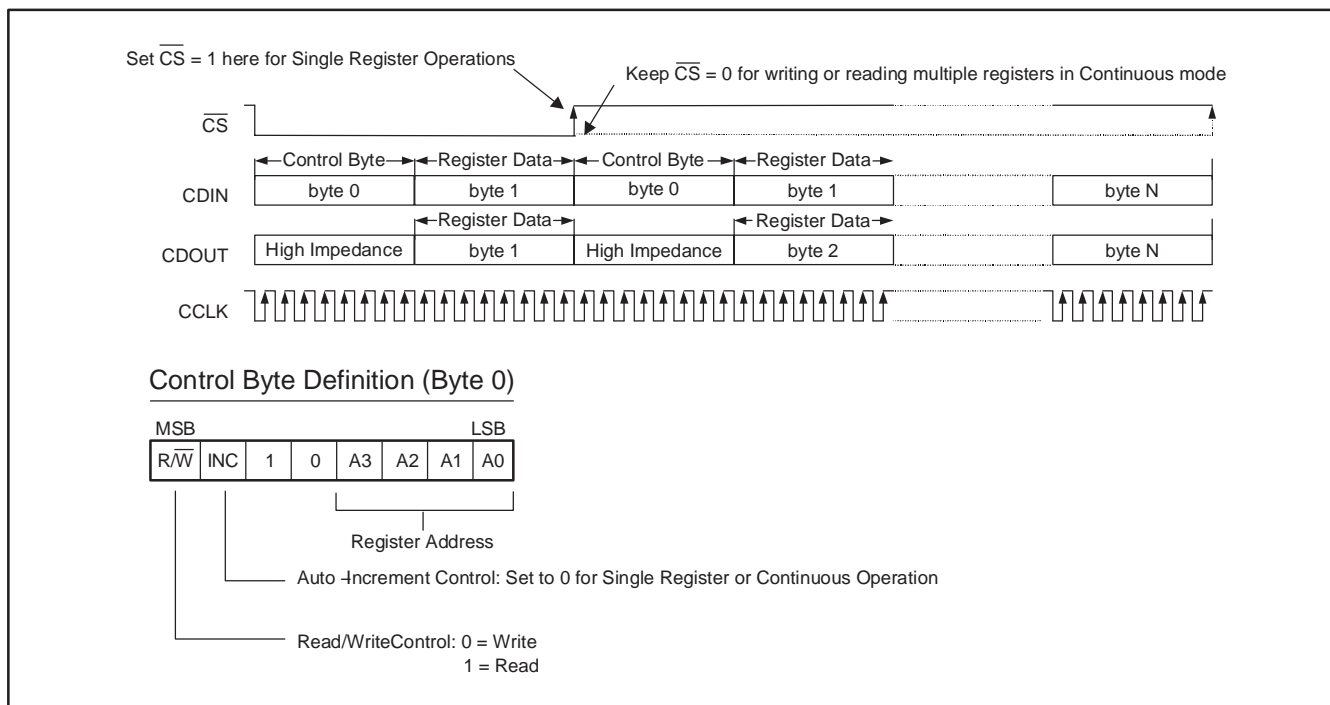 Set C̅S̅ = 1 here for Single Register Operations
Keep C̅S̅ = 0 for writing or reading multiple registers in Continuous mode
C̅S̅
Control Byte Register Data Control Byte Register Data
CDIN byte 0 byte 1 byte 0 byte 1 byte N
Register Data Register Data
CDOUT High Impedance byte 1 High Impedance byte 2 byte N
CCLK
Control Byte Definition (Byte 0)
MSB LSB
R/W̅ INC 1 0 A3 A2 A1 A0
Register Address
Auto -Increment Control: Set to 0 for Single Register or Continuous Operation
Read/WriteControl: 0 = Write
1 = Read